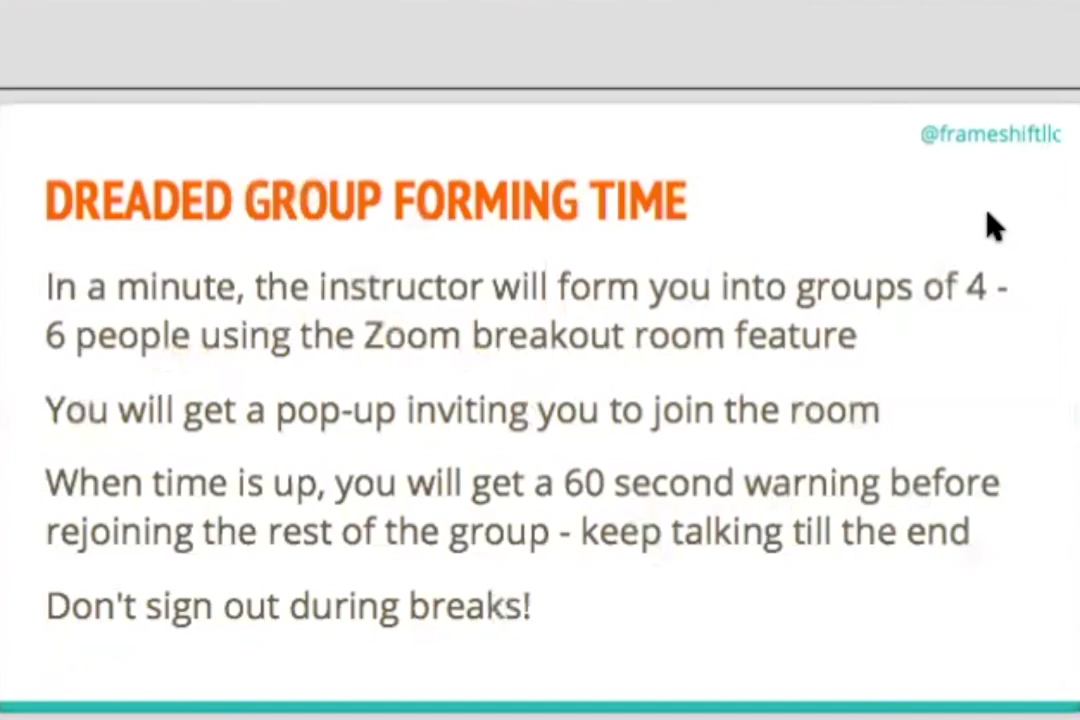 @frameshiftllc
DREADED GROUP FORMING TIME
In a minute, the instructor will form you into groups of 4 -
6 people using the Zoom breakout room feature
You will get a pop-up inviting you to join the room
When time is up, you will get a 60 second warning before
rejoining the rest of the group - keep talking till the end
Don't sign out during breaks!